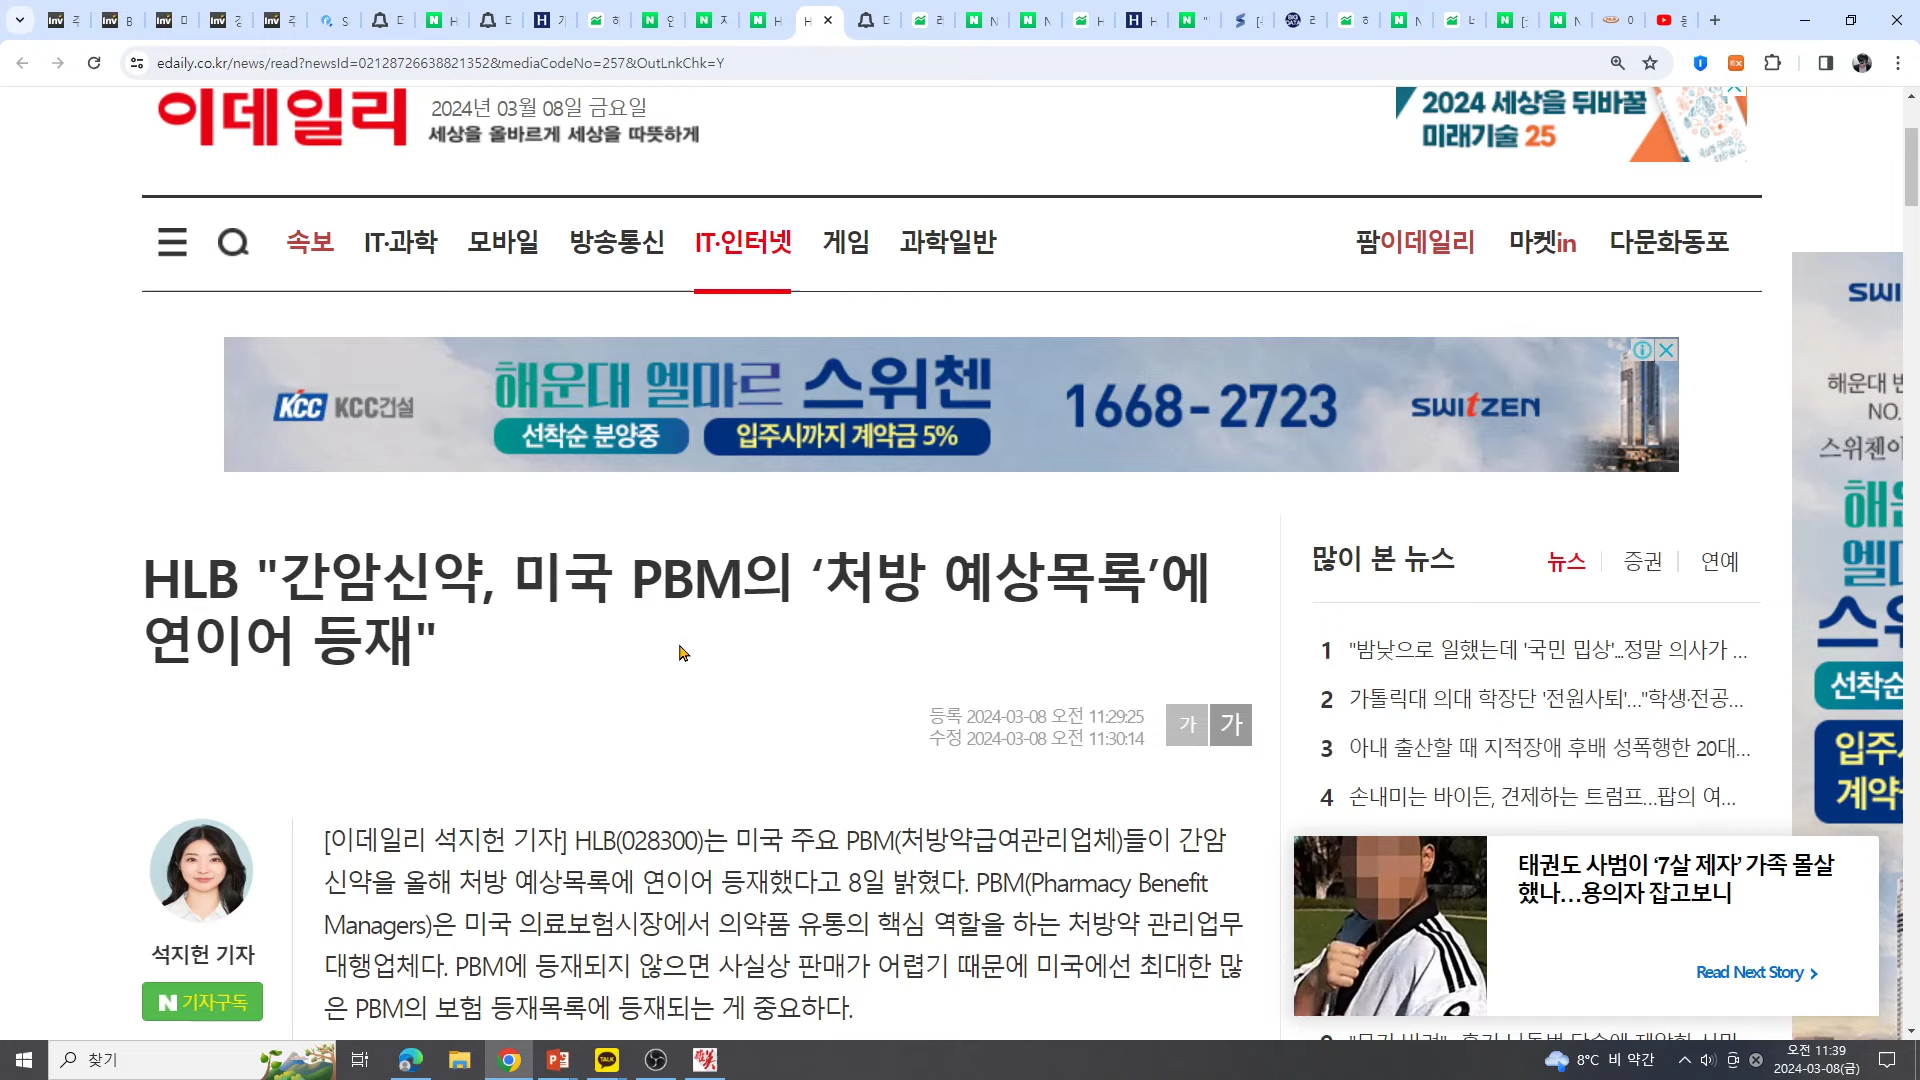 edaily.co.kr/news/read?newsId=02128726638821352&mediaCodeNo=257&OutLnkChk=Y
이데일리
2024년 03월 08일 금요일
세상을 올바르게 세상을 따뜻하게
2024 세상을 뒤바꿀
미래기술 25
속보 IT·과학 모바일 방송통신 IT·인터넷 게임 과학일반 팜이데일리 마켓in 다문화동포
KCC KCC건설
해운대 엘마르 스위첸
선착순 분양중 입주시까지 계약금 5%
1668-2723
SWITZEN
HLB "간암신약, 미국 PBM의 ‘처방 예상목록’에
연이어 등재"
등록 2024-03-08 오전 11:29:25
수정 2024-03-08 오전 11:30:14
가 가
석지헌 기자
N 기자구독
[이데일리 석지헌 기자] HLB(028300)는 미국 주요 PBM(처방약급여관리업체)들이 간암
신약을 올해 처방 예상목록에 연이어 등재했다고 8일 밝혔다. PBM(Pharmacy Benefit
Managers)은 미국 의료보험시장에서 의약품 유통의 핵심 역할을 하는 처방약 관리업무
대행업체다. PBM에 등재되지 않으면 사실상 판매가 어렵기 때문에 미국에선 최대한 많
은 PBM의 보험 등재목록에 등재되는 게 중요하다.
많이 본 뉴스 뉴스 증권 연예
1 "밤낮으로 일했는데 '국민 밉상'...정말 의사가 ...
2 가톨릭대 의대 학장단 '전원사퇴'..."학생·전공...
3 아내 출산할 때 지적장애 후배 성폭행한 20대...
4 손내미는 바이든, 견제하는 트럼프...팝의 여...
태권도 사범이 ‘7살 제자’ 가족 몰살
했나…용의자 잡고보니
Read Next Story
SWI
해운대
NO.
스위첸이
해운
엘
스위
선착순
입주시
계약
찾기
8°C 비 약간
오전 11:39
2024-03-08(금)